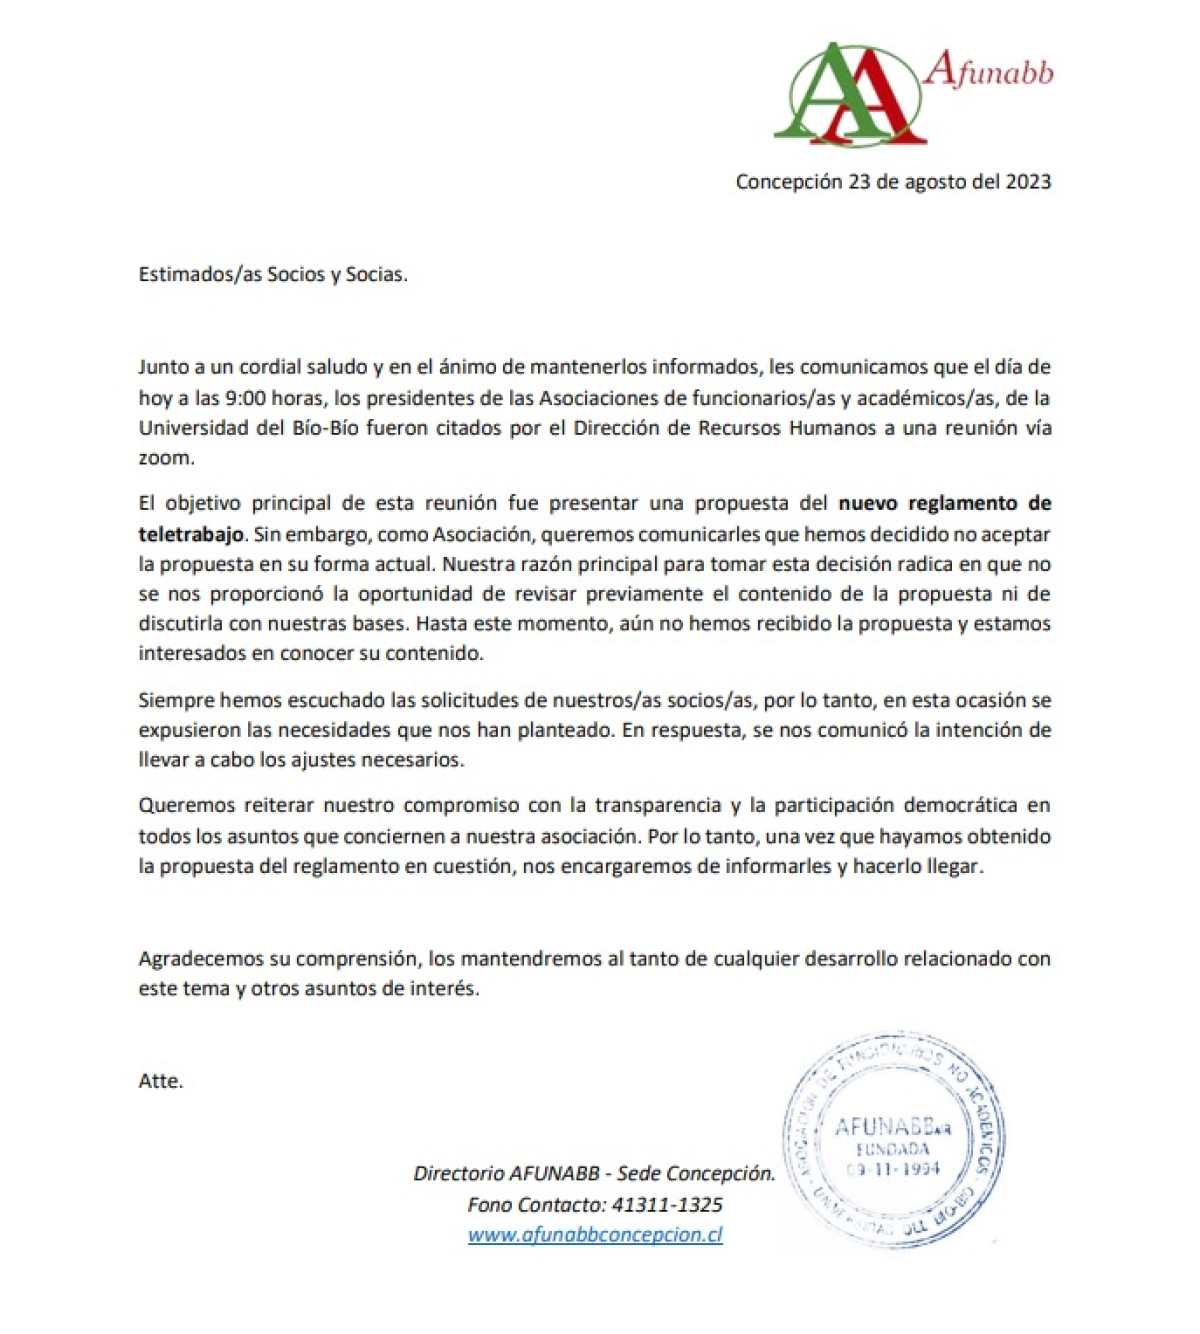 AA Afunabb
Concepción 23 de agosto del 2023
Estimados/as Socios y Socias.
Junto a un cordial saludo y en el ánimo de mantenerlos informados, les comunicamos que el día de
hoy a las 9:00 horas, los presidentes de las Asociaciones de funcionarios/as y académicos/as, de la
Universidad del Bío-Bío fueron citados por el Dirección de Recursos Humanos a una reunión vía
zoom.
El objetivo principal de esta reunión fue presentar una propuesta del nuevo reglamento de
teletrabajo. Sin embargo, como Asociación, queremos comunicarles que hemos decidido no aceptar
la propuesta en su forma actual. Nuestra razón principal para tomar esta decisión radica en que no
se nos proporcionó la oportunidad de revisar previamente el contenido de la propuesta ni de
discutirla con nuestras bases. Hasta este momento, aún no hemos recibido la propuesta y estamos
interesados en conocer su contenido.
Siempre hemos escuchado las solicitudes de nuestros/as socios/as, por lo tanto, en esta ocasión se
expusieron las necesidades que nos han planteado. En respuesta, se nos comunicó la intención de
llevar a cabo los ajustes necesarios.
Queremos reiterar nuestro compromiso con la transparencia y la participación democrática en
todos los asuntos que conciernen a nuestra asociación. Por lo tanto, una vez que hayamos obtenido
la propuesta del reglamento en cuestión, nos encargaremos de informarles y hacerlo llegar.
Agradecemos su comprensión, los mantendremos al tanto de cualquier desarrollo relacionado con
este tema y otros asuntos de interés.
Atte.
ASOCIACION DE FUNCIONARIOS NO ACADEMICOS
AFUNABB
FUNDADA
09-11-1994
UNIVERSIDAD DEL BIO-BIO
Directorio AFUNABB - Sede Concepción.
Fono Contacto: 41311-1325
www.afunabbconcepcion.cl